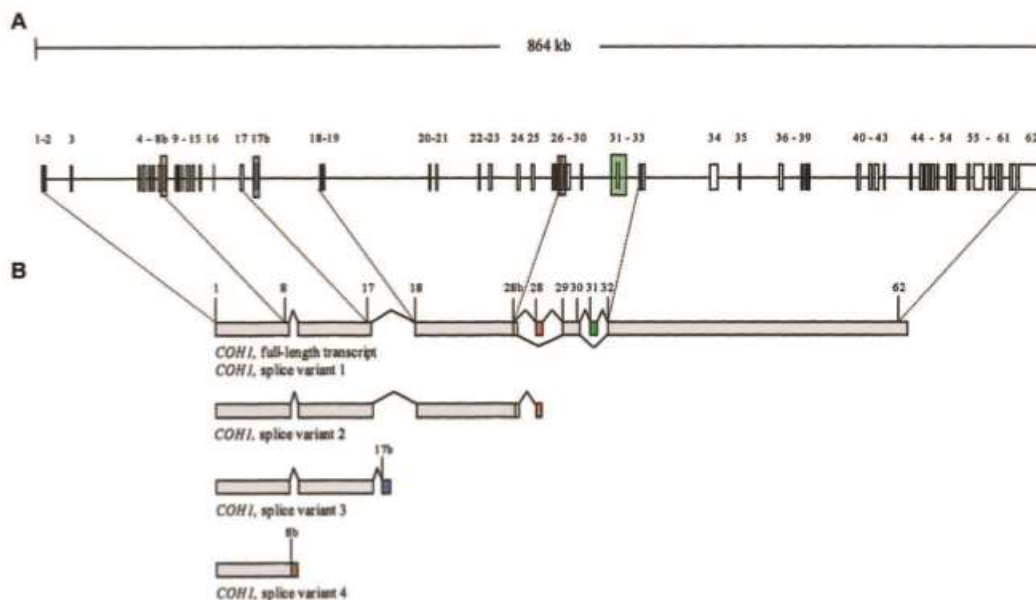 A
864 kb
1-2 3 4 - 8b 9 - 15 16 17 17b 18-19 20-21 22-23 24 25 26 - 30 31 - 33 34 35 36 - 39 40 - 43 44 - 54 55 - 61 62
B
1 8 17 18 28b 28 29 30 31 32 62
COH1, full-length transcript
COH1, splice variant 1
COH1, splice variant 2
17b
COH1, splice variant 3
8b
COH1, splice variant 4